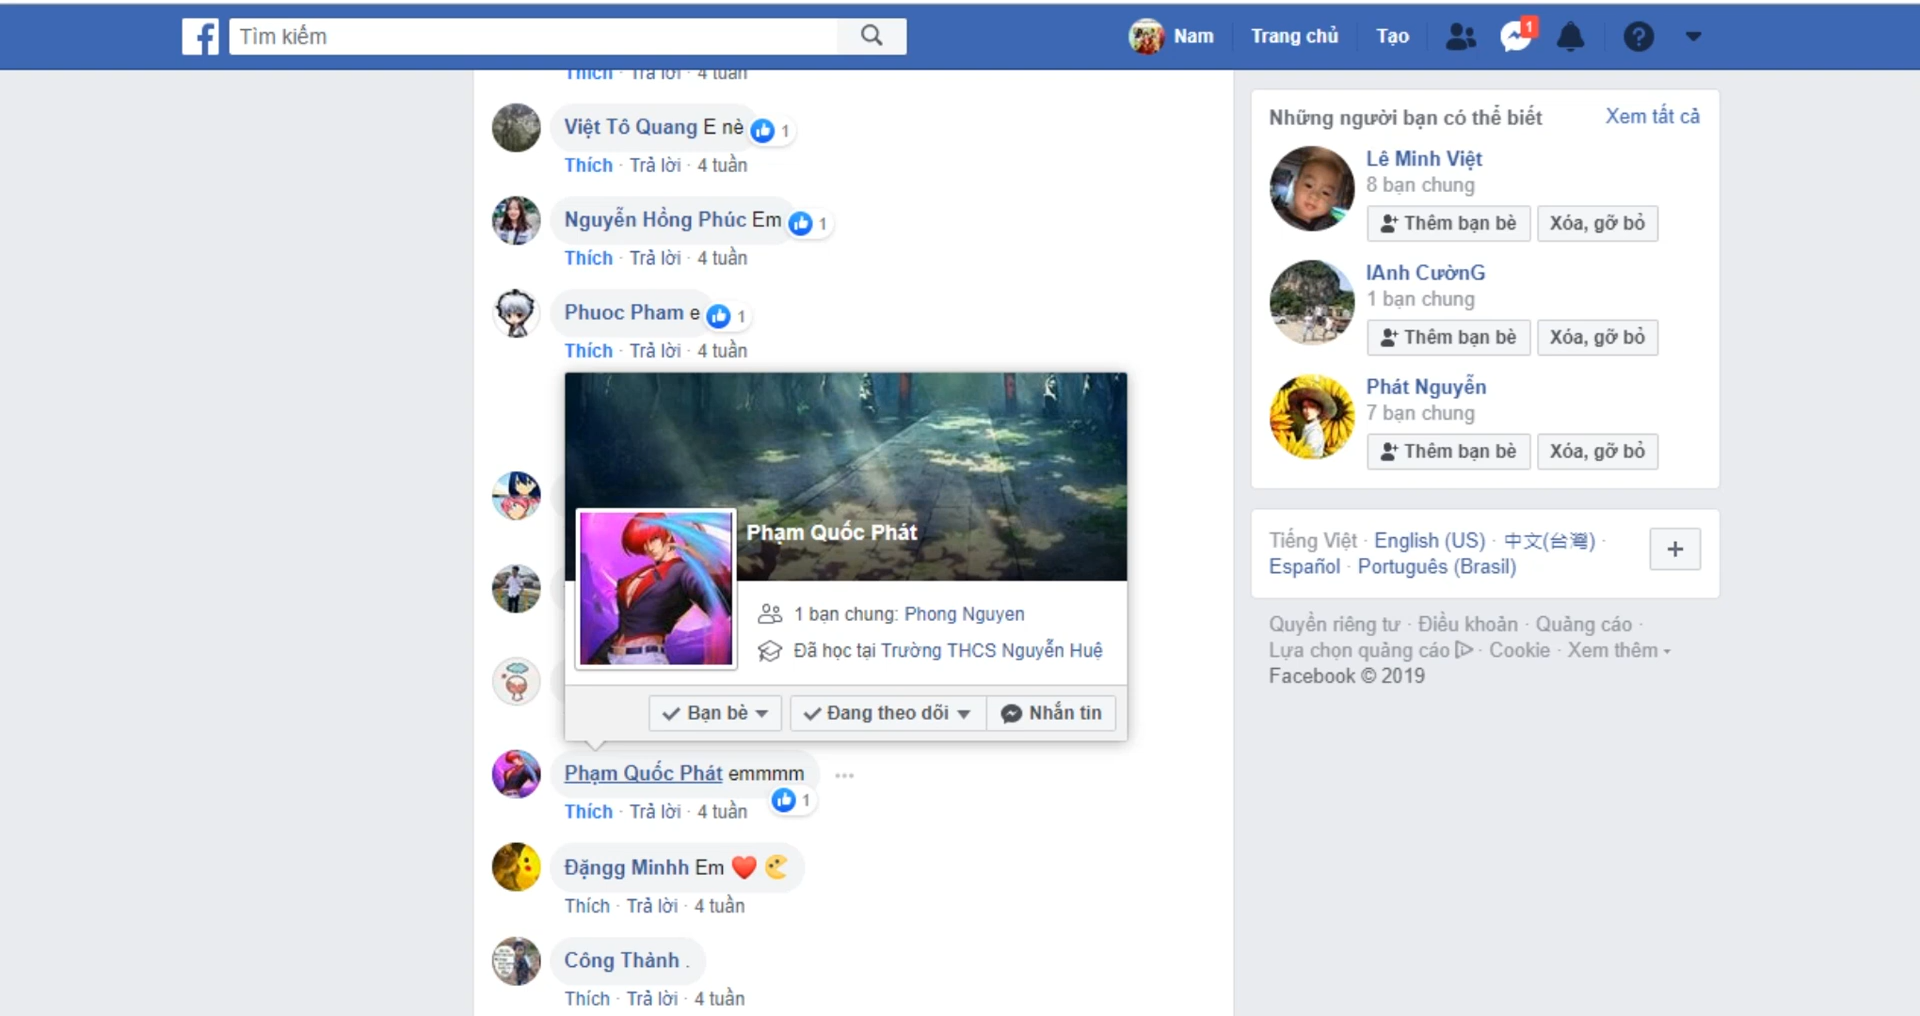 Tìm kiếm
Nam
Trang chủ
Tạo
1
Thích · Trả lời · 4 tuần
Việt Tô Quang E nè 1
Thích · Trả lời · 4 tuần
Nguyễn Hồng Phúc Em 1
Thích · Trả lời · 4 tuần
Phuoc Pham e 1
Thích · Trả lời · 4 tuần
Phạm Quốc Phát
1 bạn chung: Phong Nguyen
Đã học tại Trường THCS Nguyễn Huệ
Bạn bè
Đang theo dõi
Nhắn tin
Phạm Quốc Phát emmmm
Thích · Trả lời · 4 tuần 1
Đặngg Minhh Em
Thích · Trả lời · 4 tuần
Công Thành .
Thích · Trả lời · 4 tuần
Những người bạn có thể biết
Xem tất cả
Lê Minh Việt
8 bạn chung
Thêm bạn bè
Xóa, gỡ bỏ
lAnh CườnG
1 bạn chung
Thêm bạn bè
Xóa, gỡ bỏ
Phát Nguyễn
7 bạn chung
Thêm bạn bè
Xóa, gỡ bỏ
Tiếng Việt · English (US) · 中文(台灣) ·
Español · Português (Brasil)
Quyền riêng tư · Điều khoản · Quảng cáo ·
Lựa chọn quảng cáo · Cookie · Xem thêm
Facebook © 2019